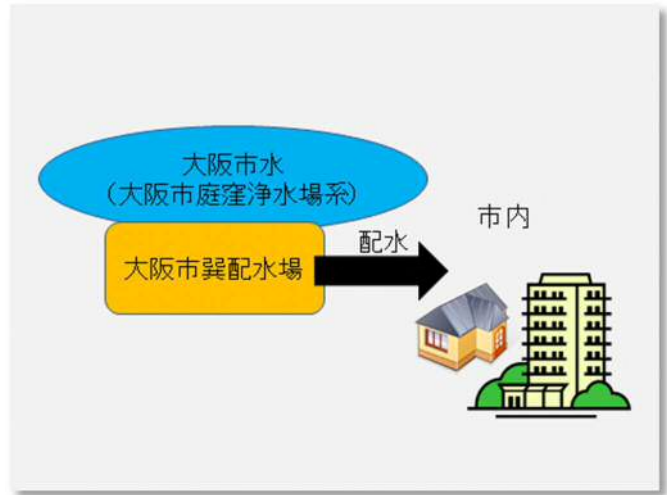 大阪市水
（大阪市庭窪浄水場系）
市内
配水
大阪市巽配水場